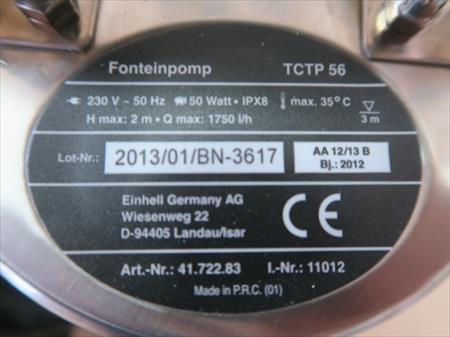 Fonteinpomp TCTP 56
230 V ~ 50 Hz 50 Watt • IPX8 max. 35° C
H max: 2 m • Q max: 1750 l/h 3 m
Lot-Nr.: 2013/01/BN-3617 AA 12/13 B
Bj.: 2012
Einhell Germany AG
Wiesenweg 22
D-94405 Landau/Isar
CE
Art.-Nr.: 41.722.83 I.-Nr.: 11012
Made in P.R.C. (01)